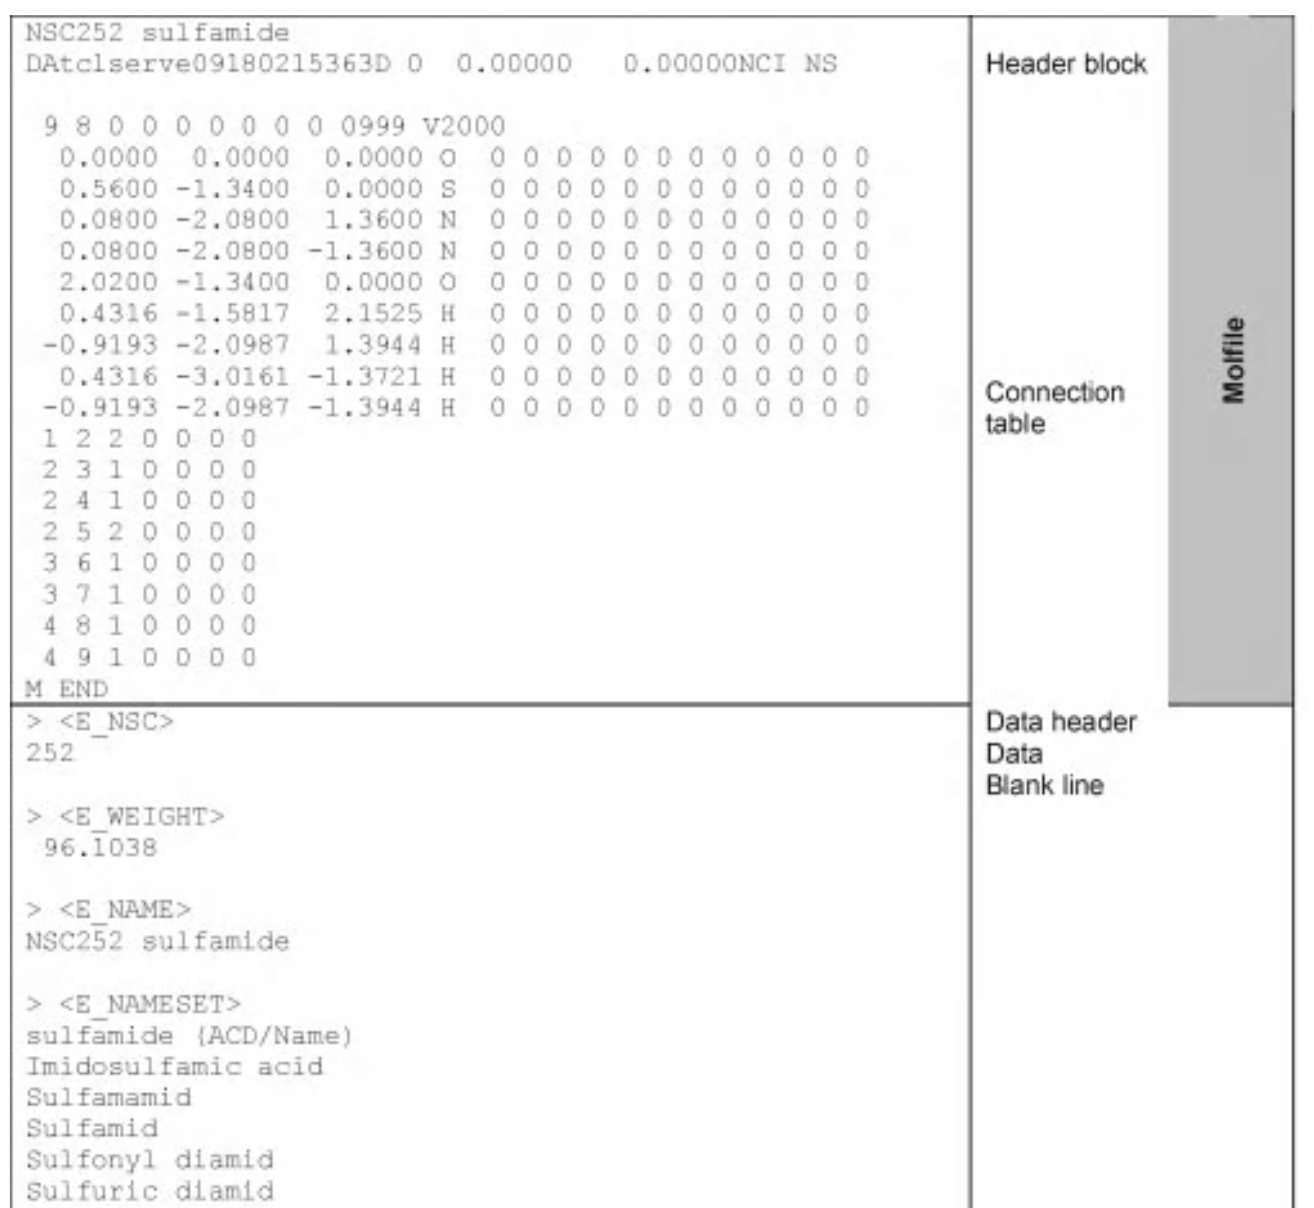 NSC252 sulfamide
DAtclserve09180215363D 0 0.00000 0.00000NCI NS
Header block
9 8 0 0 0 0 0 0 0 0999 V2000
0.0000 0.0000 0.0000 O 0 0 0 0 0 0 0 0 0 0 0 0
0.5600 -1.3400 0.0000 S 0 0 0 0 0 0 0 0 0 0 0 0
0.0800 -2.0800 1.3600 N 0 0 0 0 0 0 0 0 0 0 0 0
0.0800 -2.0800 -1.3600 N 0 0 0 0 0 0 0 0 0 0 0 0
2.0200 -1.3400 0.0000 O 0 0 0 0 0 0 0 0 0 0 0 0
0.4316 -1.5817 2.1525 H 0 0 0 0 0 0 0 0 0 0 0 0
-0.9193 -2.0987 1.3944 H 0 0 0 0 0 0 0 0 0 0 0 0
0.4316 -3.0161 -1.3721 H 0 0 0 0 0 0 0 0 0 0 0 0
-0.9193 -2.0987 -1.3944 H 0 0 0 0 0 0 0 0 0 0 0 0
1 2 2 0 0 0 0
2 3 1 0 0 0 0
2 4 1 0 0 0 0
2 5 2 0 0 0 0
3 6 1 0 0 0 0
3 7 1 0 0 0 0
4 8 1 0 0 0 0
4 9 1 0 0 0 0
M END
Connection
table
Molfile
> <E_NSC>
252
Data header
Data
Blank line
> <E_WEIGHT>
96.1038
> <E_NAME>
NSC252 sulfamide
> <E_NAMESET>
sulfamide (ACD/Name)
Imidosulfamic acid
Sulfamamid
Sulfamid
Sulfonyl diamid
Sulfuric diamid